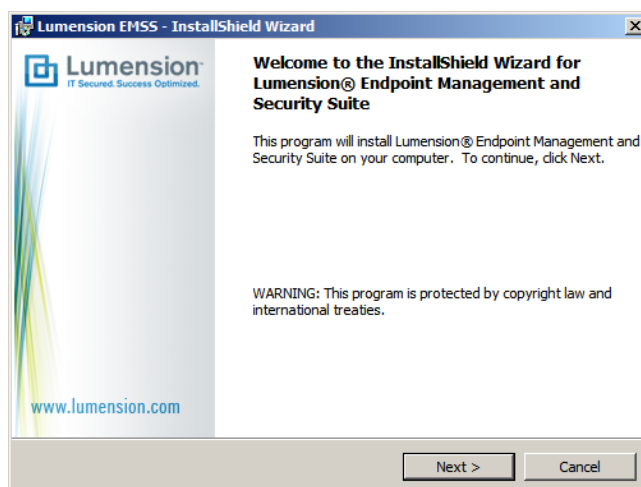 Lumension EMSS - InstallShield Wizard
Lumension™
IT Secured. Success Optimized.
Welcome to the InstallShield Wizard for
Lumension® Endpoint Management and
Security Suite
This program will install Lumension® Endpoint Management and
Security Suite on your computer. To continue, click Next.
WARNING: This program is protected by copyright law and
international treaties.
www.lumension.com
Next >
Cancel